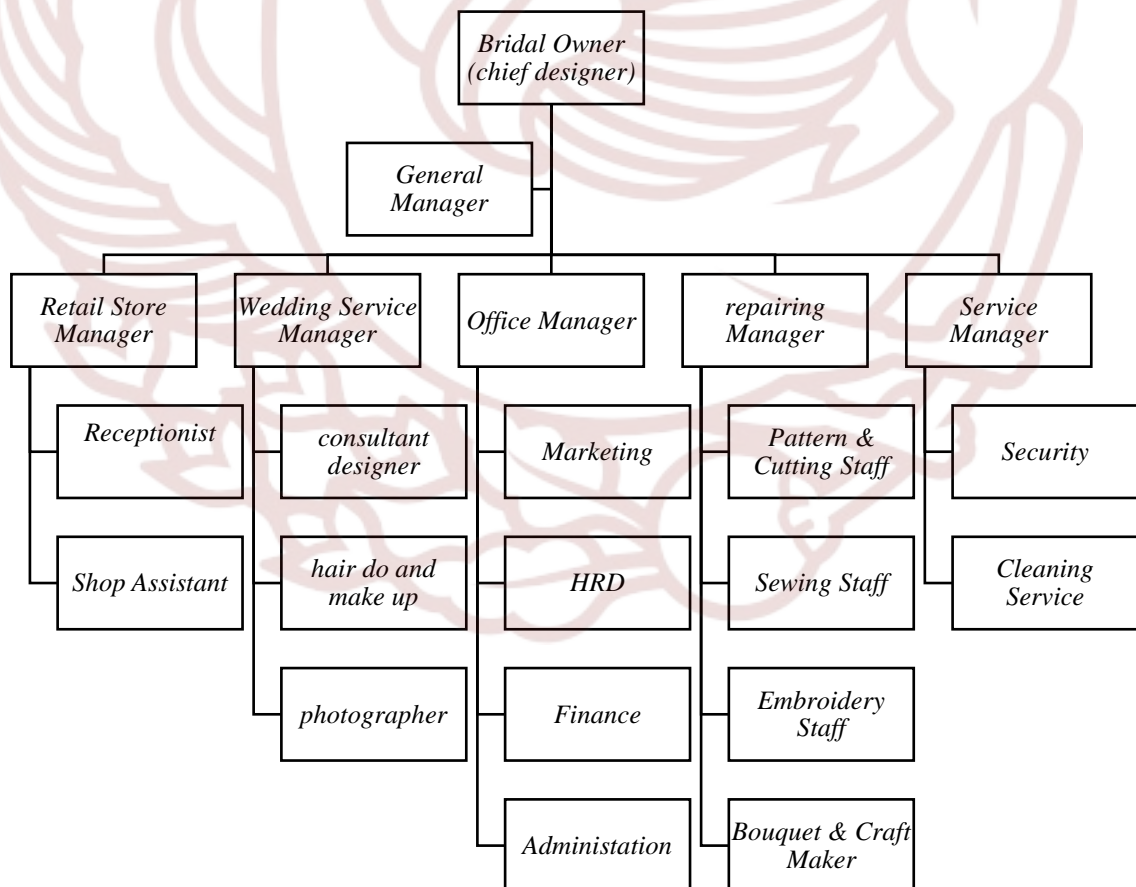 Bridal Owner
(chief designer)
General
Manager
Retail Store
Manager
Wedding Service
Manager
Office Manager
repairing
Manager
Service
Manager
Receptionist
consultant
designer
Marketing
Pattern &
Cutting Staff
Security
Shop Assistant
hair do and
make up
HRD
Sewing Staff
Cleaning
Service
photographer
Finance
Embroidery
Staff
Administation
Bouquet & Craft
Maker